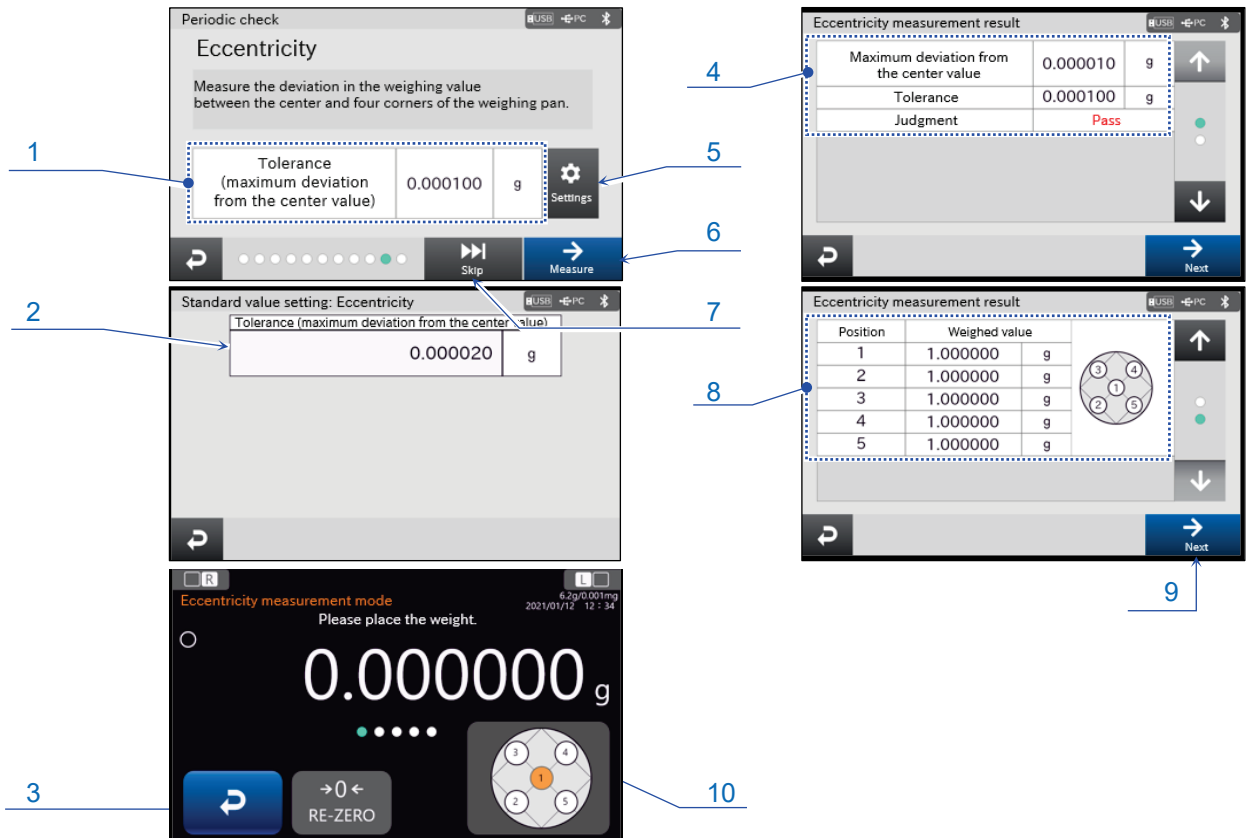 Periodic check
USB PC
Eccentricity
Measure the deviation in the weighing value
between the center and four corners of the weighing pan.
1
Tolerance
(maximum deviation
from the center value)
0.000100 g
Settings
5
6
Skip
Measure
7
Standard value setting: Eccentricity
USB PC
2
Tolerance (maximum deviation from the center value)
0.000020 g
R
L
Eccentricity measurement mode
6.2g/0.001mg
2021/01/12 12:34
Please place the weight.
0.000000 g
3
→0←
RE-ZERO
3 4
1
2 5
10
Eccentricity measurement result
USB PC
4
Maximum deviation from
the center value
0.000010 g
Tolerance 0.000100 g
Judgment Pass
Next
Eccentricity measurement result
USB PC
8
Position Weighed value
1 1.000000 g
2 1.000000 g
3 1.000000 g
4 1.000000 g
5 1.000000 g
3 4
1
2 5
Next
9